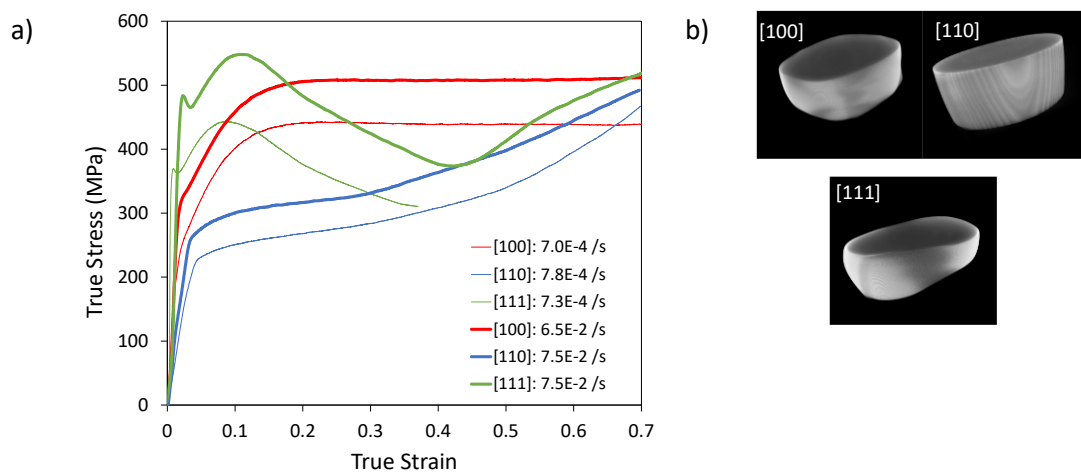 a)
True Stress (MPa)
600
500
400
300
200
100
0
0
0.1
0.2
0.3
0.4
0.5
0.6
0.7
True Strain
[100]: 7.0E-4 /s
[110]: 7.8E-4 /s
[111]: 7.3E-4 /s
[100]: 6.5E-2 /s
[110]: 7.5E-2 /s
[111]: 7.5E-2 /s
b)
[100]
[110]
[111]